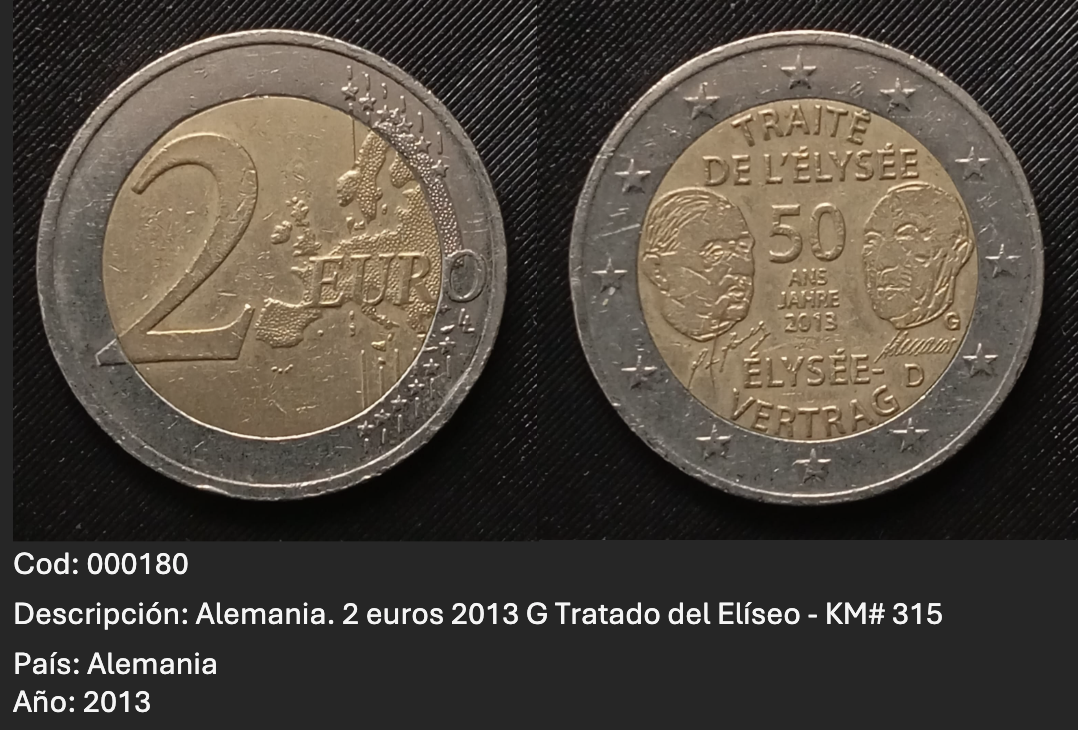 2 EURO
TRAITÉ
DE L'ÉLYSÉE
50
ANS
JAHRE
2013
G
ÉLYSÉE-
D
VERTRAG
Cod: 000180
Descripción: Alemania. 2 euros 2013 G Tratado del Elíseo - KM# 315
País: Alemania
Año: 2013